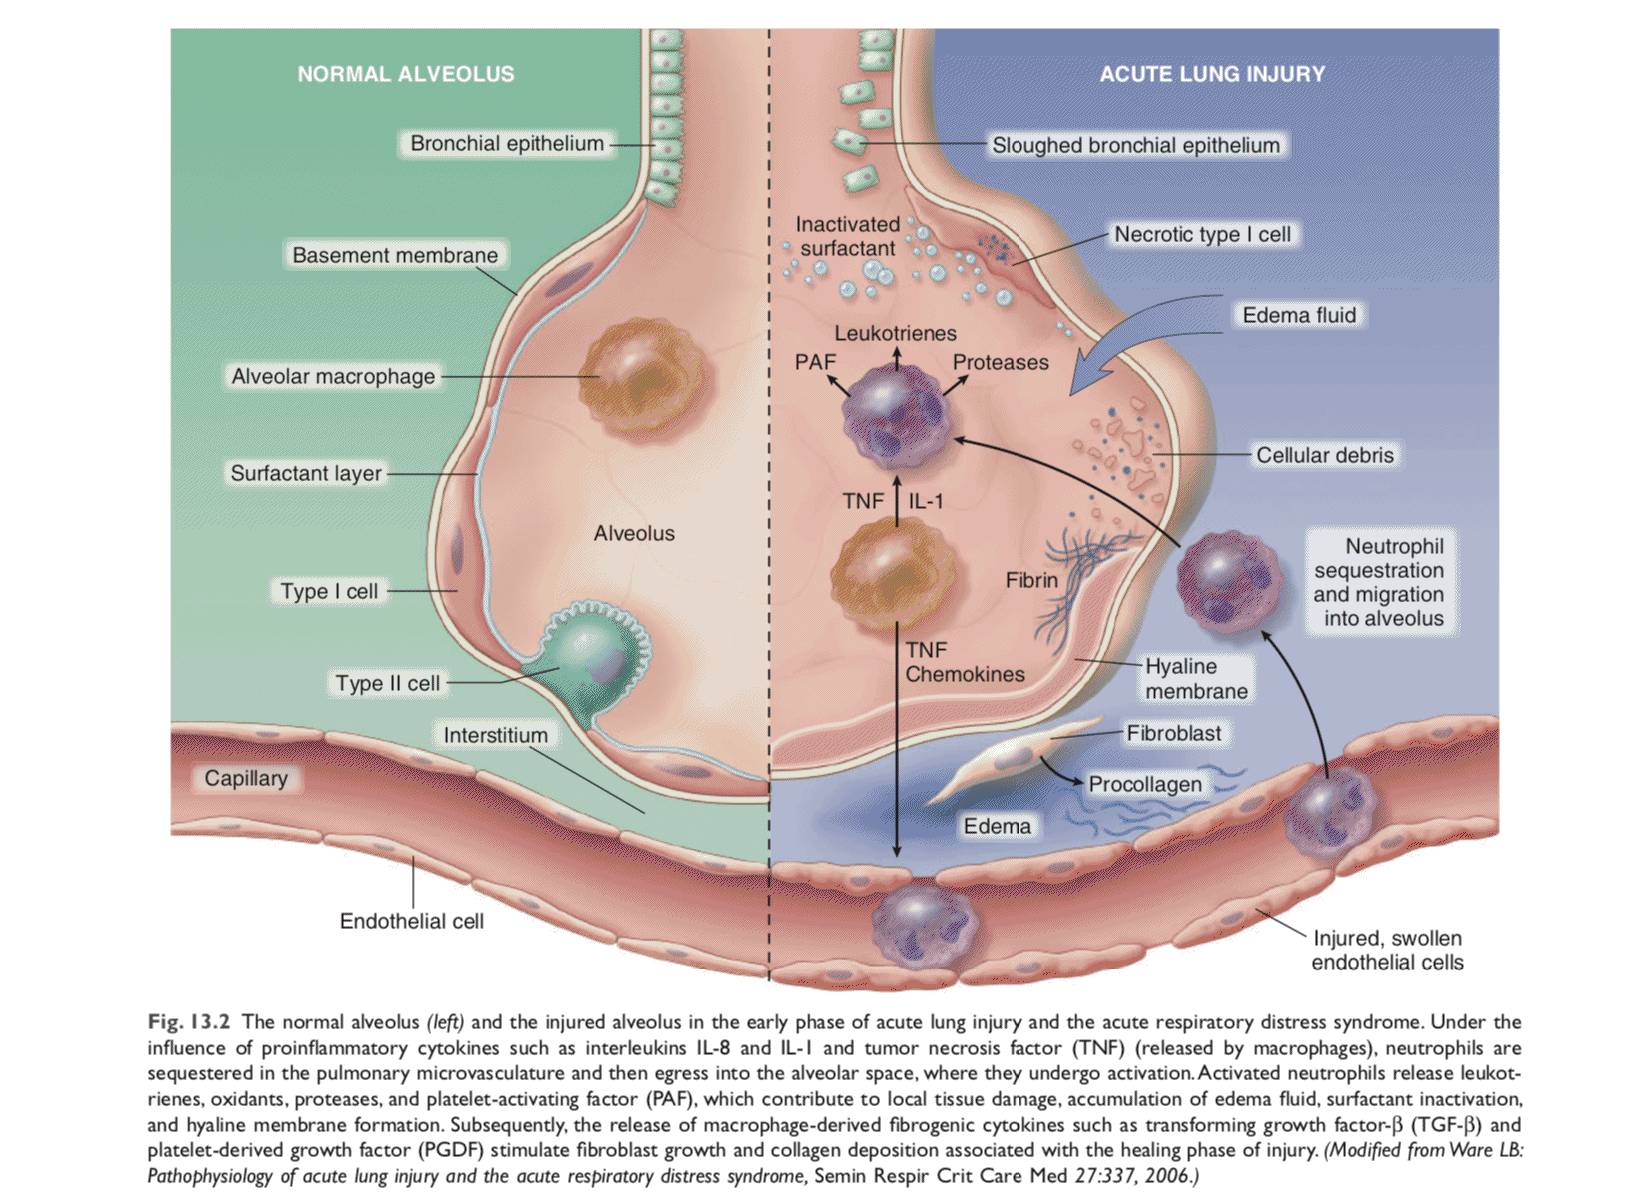 NORMAL ALVEOLUS
ACUTE LUNG INJURY
Bronchial epithelium
Sloughed bronchial epithelium
Inactivated
surfactant
Necrotic type I cell
Basement membrane
Edema fluid
Leukotrienes
PAF
Proteases
Alveolar macrophage
Cellular debris
Surfactant layer
TNF
IL-1
Alveolus
Neutrophil
sequestration
and migration
into alveolus
Fibrin
Type I cell
TNF
Chemokines
Hyaline
membrane
Type II cell
Interstitium
Fibroblast
Capillary
Procollagen
Edema
Endothelial cell
Injured, swollen
endothelial cells
Fig. 13.2 The normal alveolus (left) and the injured alveolus in the early phase of acute lung injury and the acute respiratory distress syndrome. Under the
influence of proinflammatory cytokines such as interleukins IL-8 and IL-1 and tumor necrosis factor (TNF) (released by macrophages), neutrophils are
sequestered in the pulmonary microvasculature and then egress into the alveolar space, where they undergo activation. Activated neutrophils release leukot-
rienes, oxidants, proteases, and platelet-activating factor (PAF), which contribute to local tissue damage, accumulation of edema fluid, surfactant inactivation,
and hyaline membrane formation. Subsequently, the release of macrophage-derived fibrogenic cytokines such as transforming growth factor-β (TGF-β) and
platelet-derived growth factor (PGDF) stimulate fibroblast growth and collagen deposition associated with the healing phase of injury. (Modified from Ware LB:
Pathophysiology of acute lung injury and the acute respiratory distress syndrome, Semin Respir Crit Care Med 27:337, 2006.)